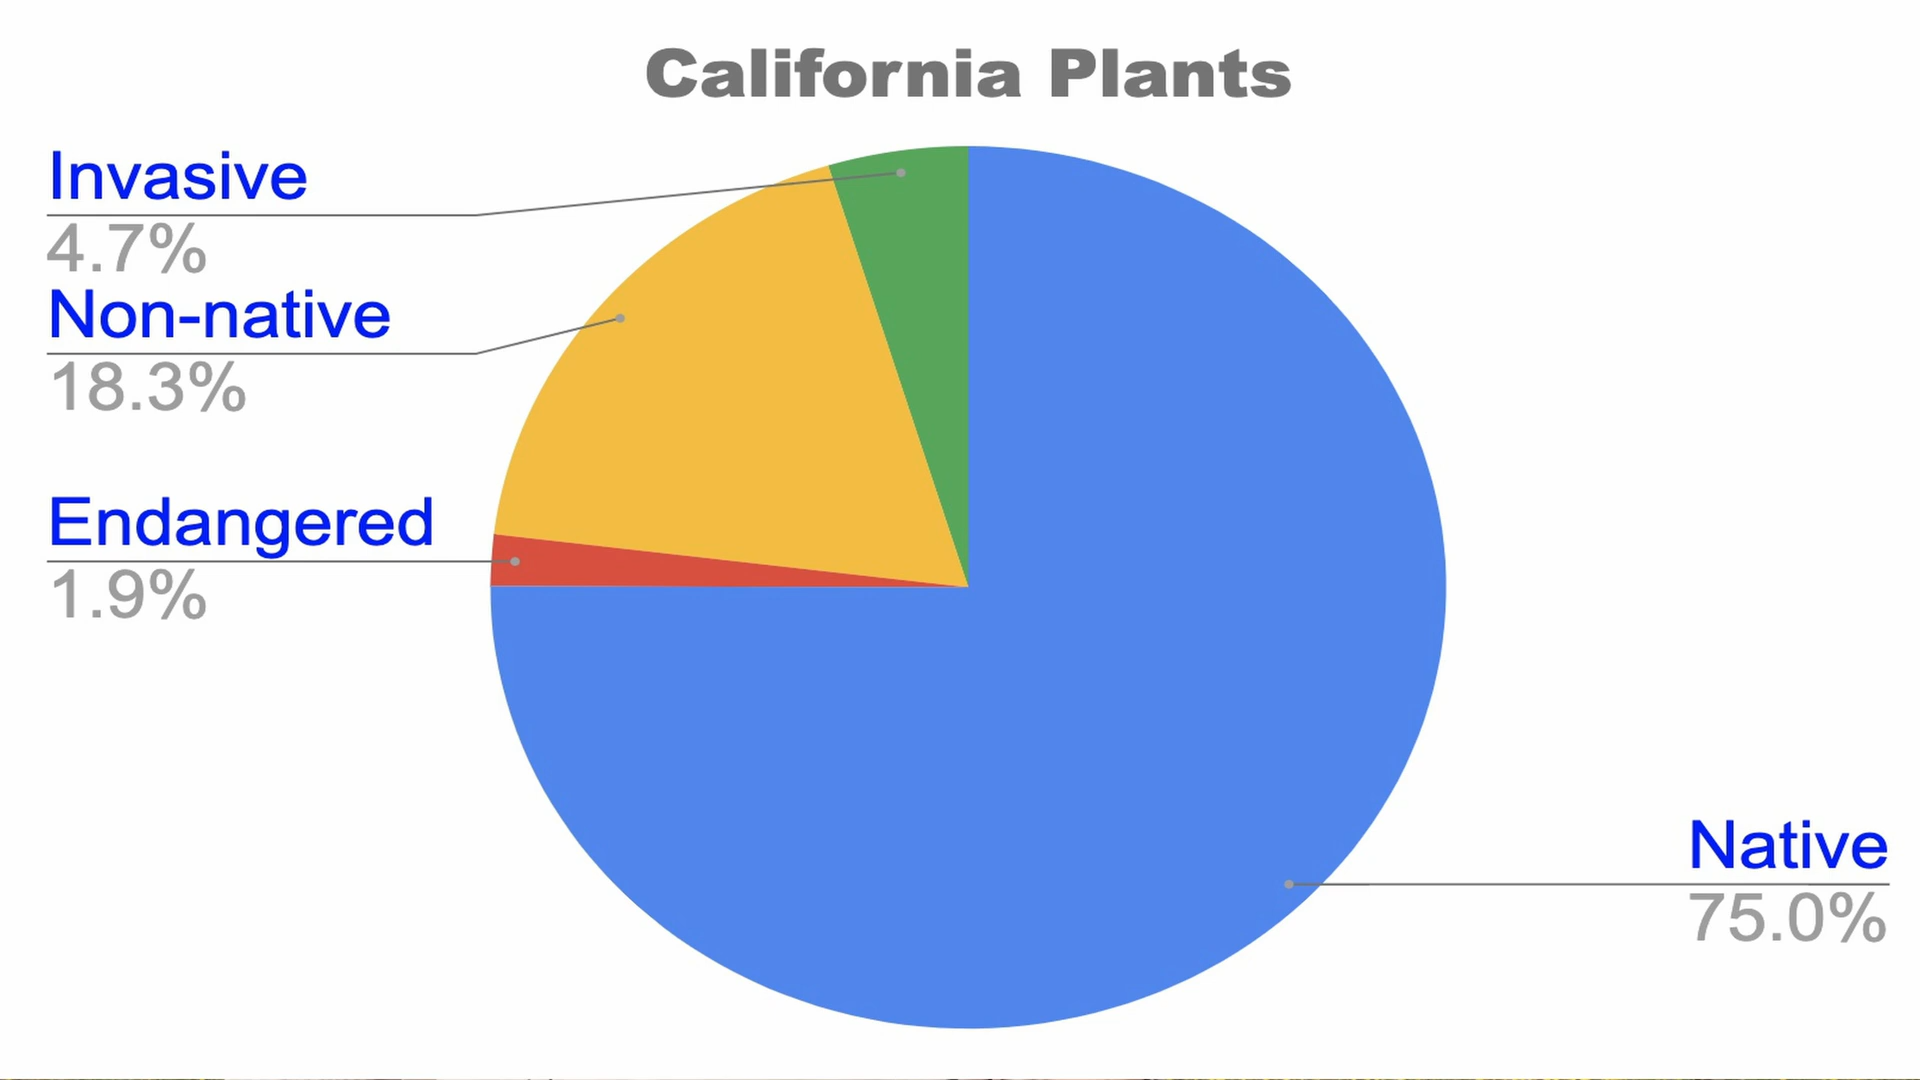 California Plants
Invasive
4.7%
Non-native
18.3%
Endangered
1.9%
Native
75.0%